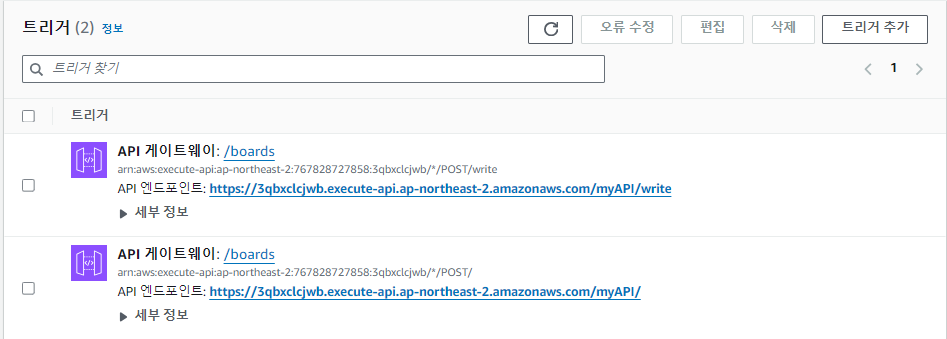 트리거 (2) 정보
오류 수정 편집 삭제 트리거 추가
트리거 찾기
1
트리거
API 게이트웨이: /boards
arn:aws:execute-api:ap-northeast-2:767828727858:3qbxclcjwb/*/POST/write
API 엔드포인트: https://3qbxclcjwb.execute-api.ap-northeast-2.amazonaws.com/myAPI/write
세부 정보
API 게이트웨이: /boards
arn:aws:execute-api:ap-northeast-2:767828727858:3qbxclcjwb/*/POST/
API 엔드포인트: https://3qbxclcjwb.execute-api.ap-northeast-2.amazonaws.com/myAPI/
세부 정보